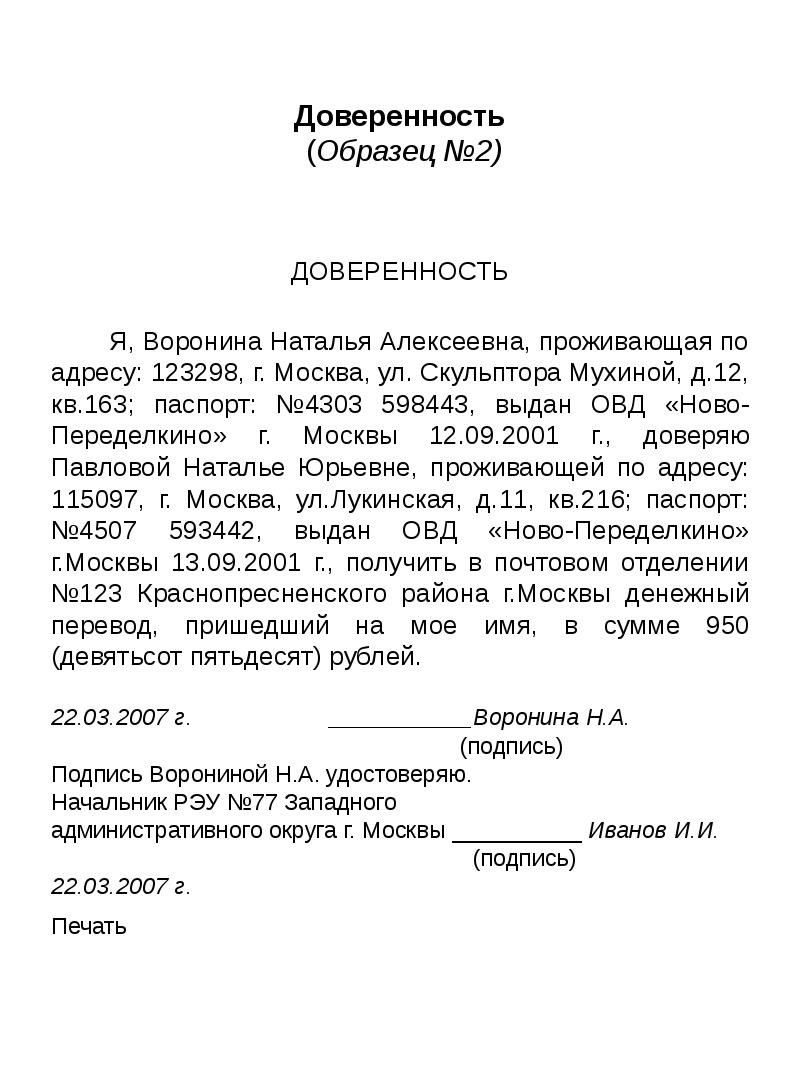 Доверенность
(Образец №2)
ДОВЕРЕННОСТЬ
Я, Воронина Наталья Алексеевна, проживающая по
адресу: 123298, г. Москва, ул. Скульптора Мухиной, д.12,
кв.163; паспорт: №4303 598443, выдан ОВД «Ново-
Переделкино» г. Москвы 12.09.2001 г., доверяю
Павловой Наталье Юрьевне, проживающей по адресу:
115097, г. Москва, ул.Лукинская, д.11, кв.216; паспорт:
№4507 593442, выдан ОВД «Ново-Переделкино»
г.Москвы 13.09.2001 г., получить в почтовом отделении
№123 Краснопресненского района г.Москвы денежный
перевод, пришедший на мое имя, в сумме 950
(девятьсот пятьдесят) рублей.
22.03.2007 г. ___________Воронина Н.А.
(подпись)
Подпись Ворониной Н.А. удостоверяю.
Начальник РЭУ №77 Западного
административного округа г. Москвы __________ Иванов И.И.
(подпись)
22.03.2007 г.
Печать